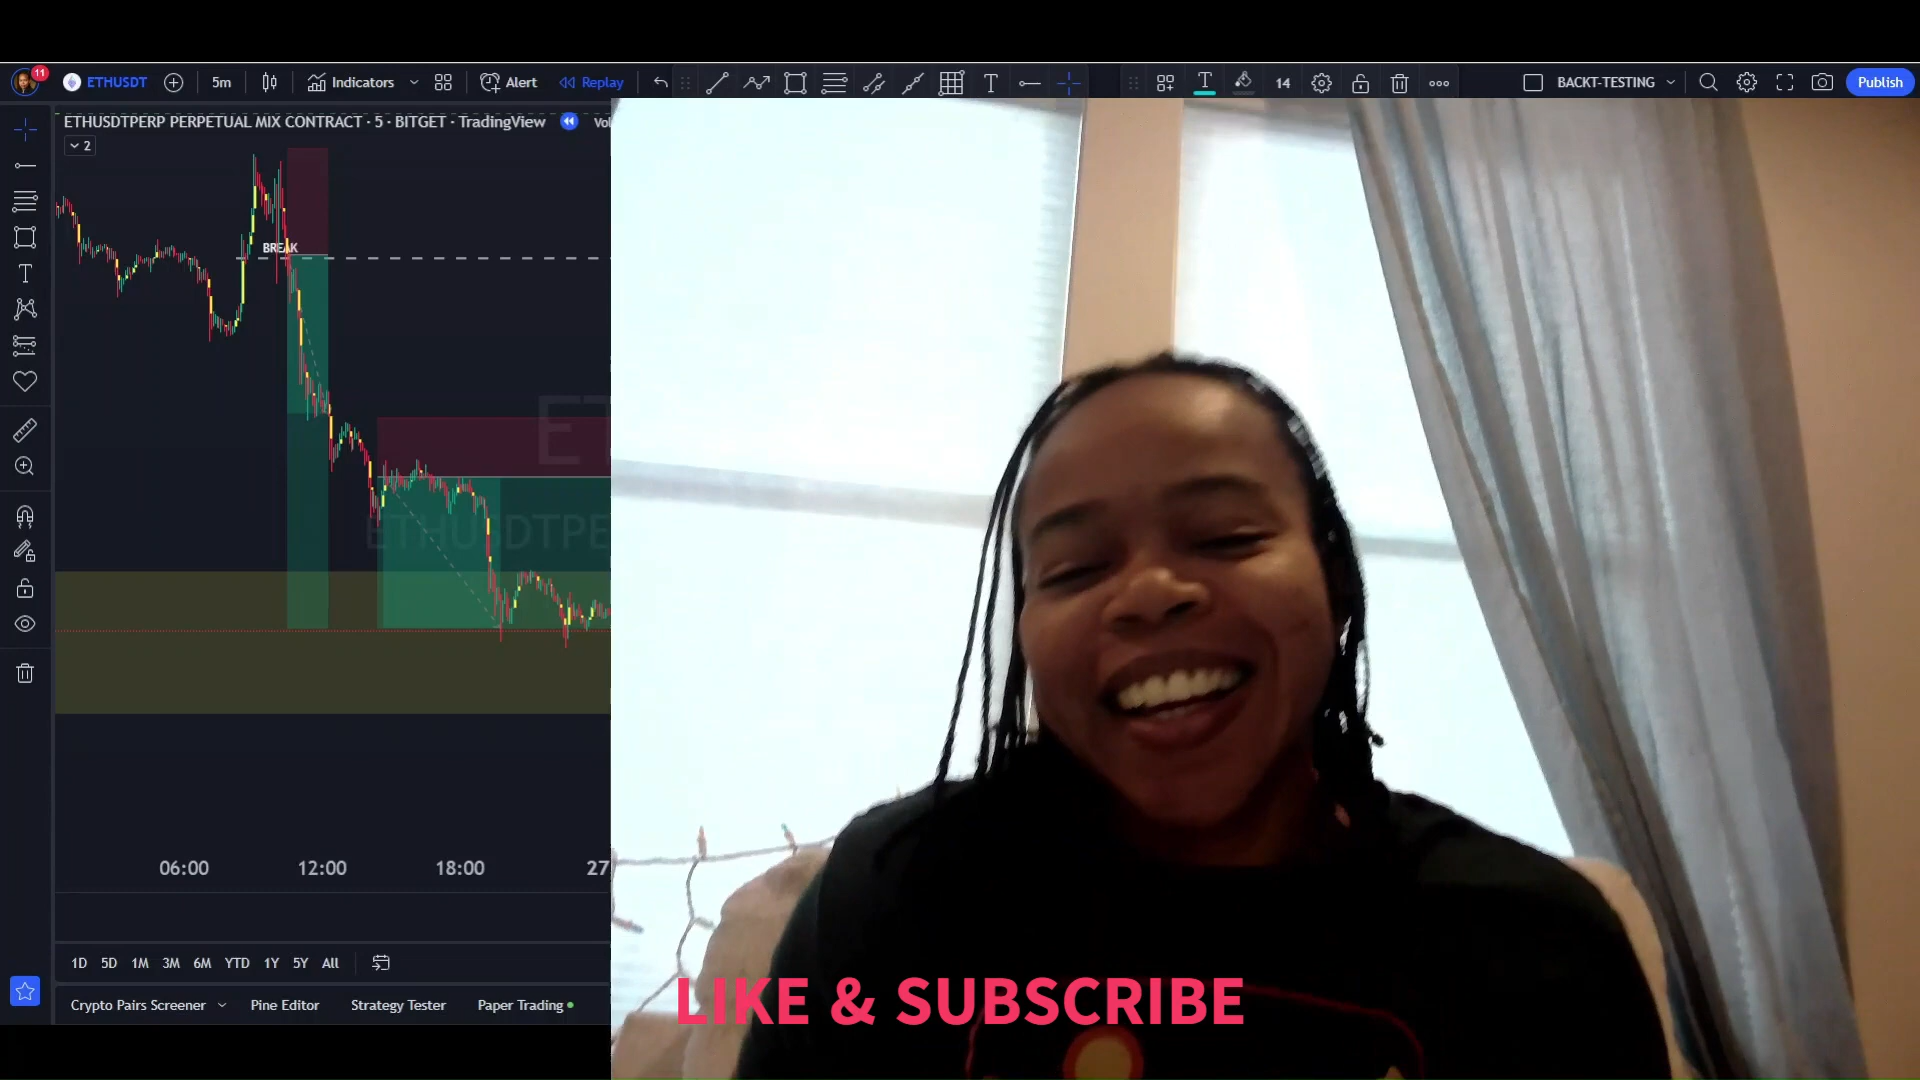 11
ETHUSDT
5m
Indicators
Alert
Replay
T
T
14
BACKT-TESTING
Publish
ETHUSDTPERP PERPETUAL MIX CONTRACT · 5 · BITGET · TradingView
2
BREAK
T
ETHUSDTPE
06:00
12:00
18:00
27
1D
5D
1M
3M
6M
YTD
1Y
5Y
All
Crypto Pairs Screener
Pine Editor
Strategy Tester
Paper Trading
LIKE & SUBSCRIBE